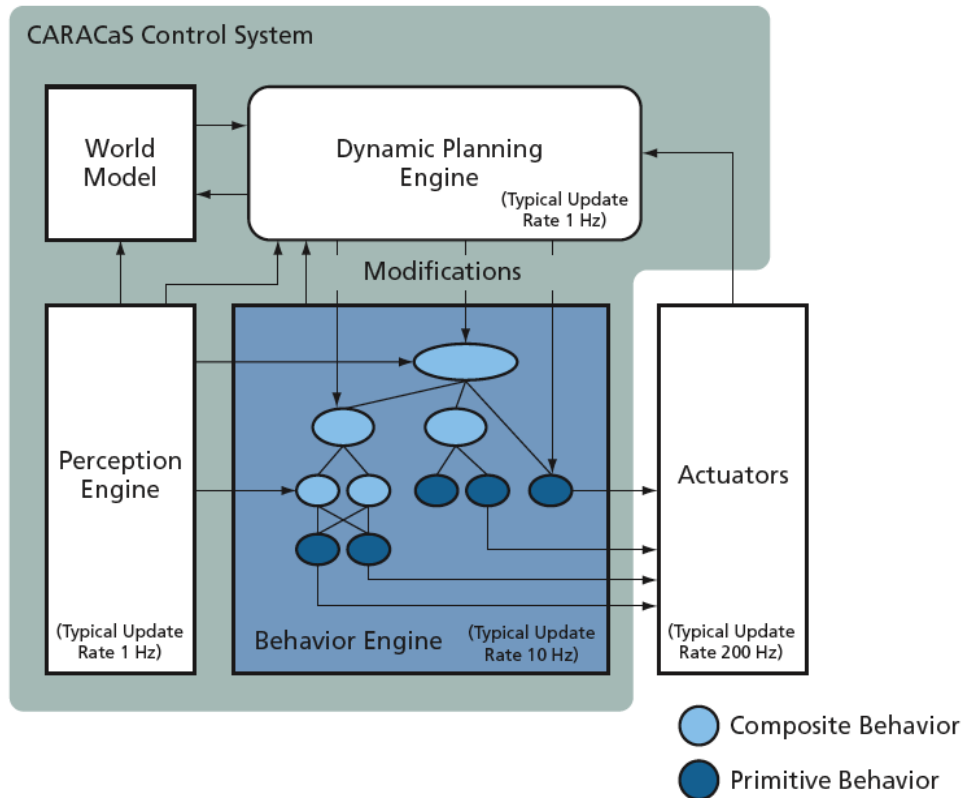 CARACaS Control System
World
Model
Dynamic Planning
Engine
(Typical Update
Rate 1 Hz)
Modifications
Perception
Engine
(Typical Update
Rate 1 Hz)
Behavior Engine
(Typical Update
Rate 10 Hz)
Actuators
(Typical Update
Rate 200 Hz)
Composite Behavior
Primitive Behavior